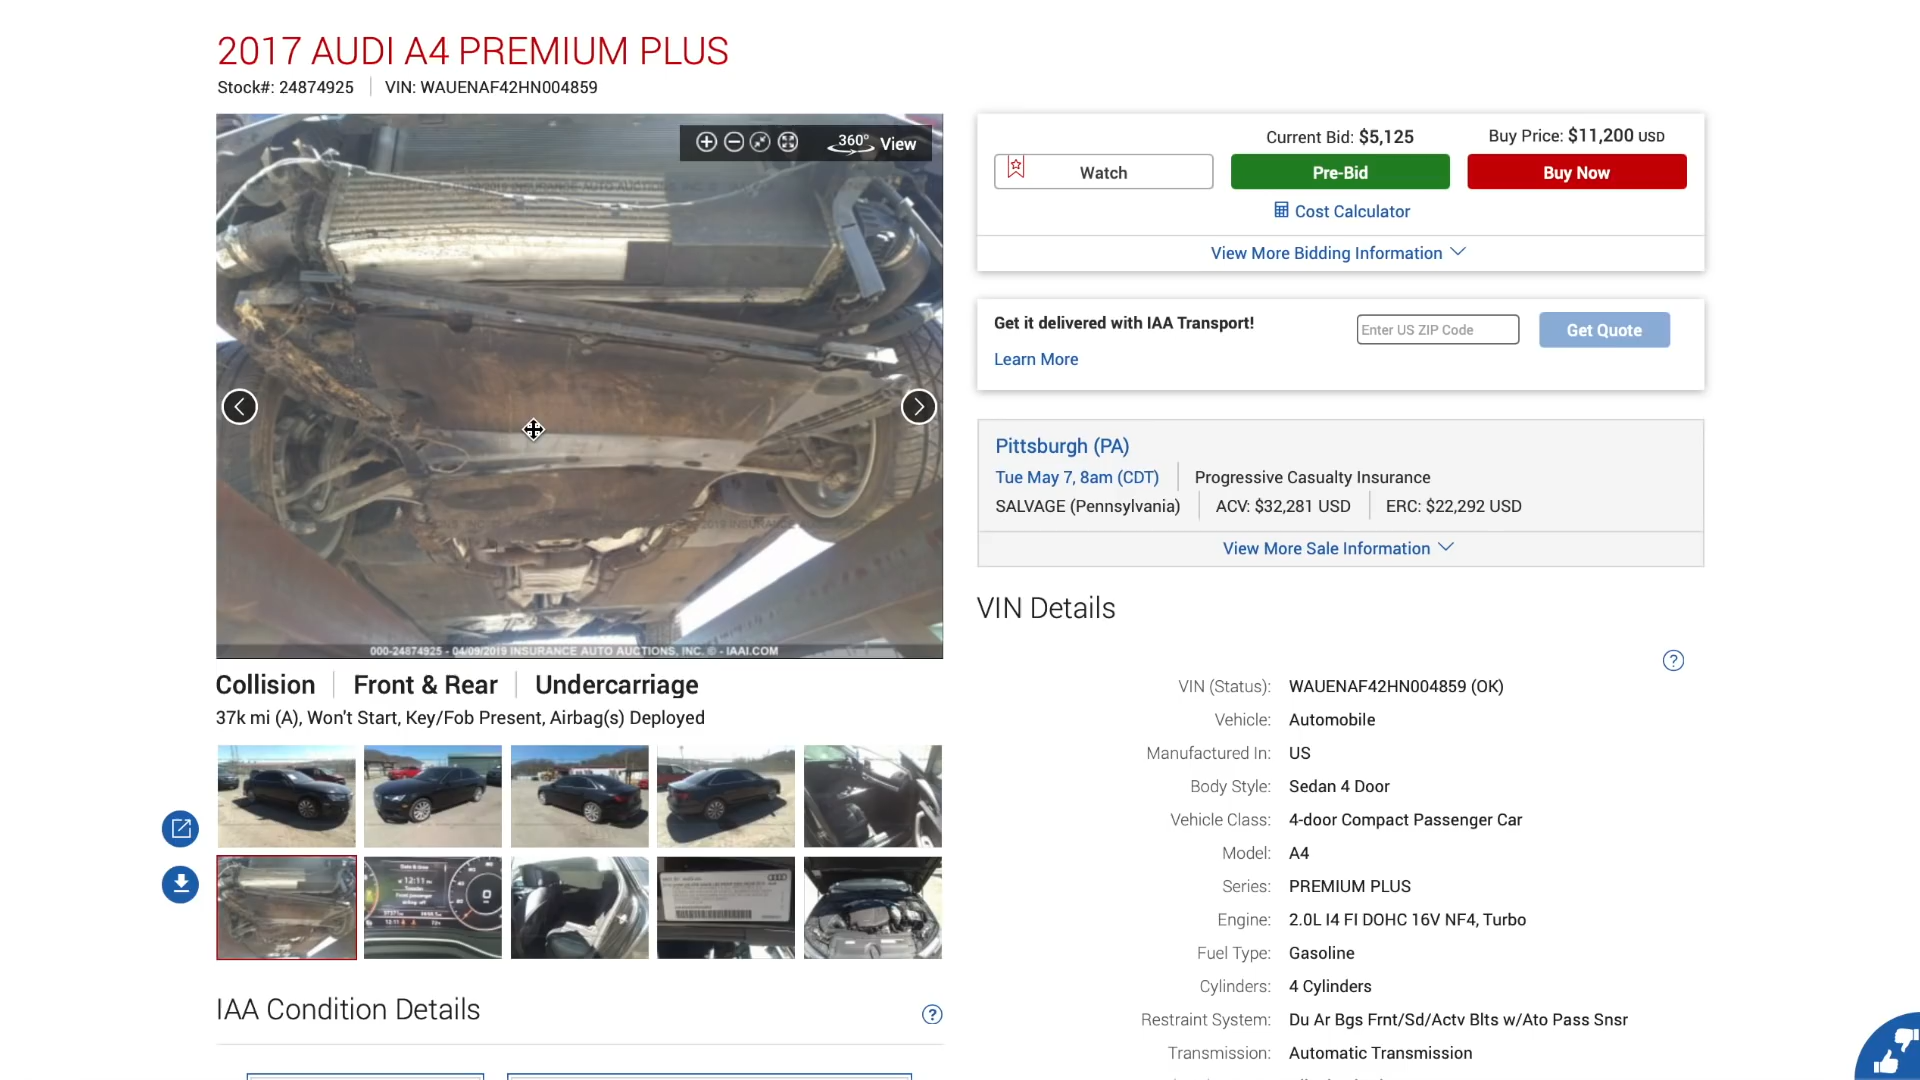 2017 AUDI A4 PREMIUM PLUS
Stock#: 24874925
VIN: WAUENAF42HN004859
360° View
000-24874925 - 04/09/2019 INSURANCE AUTO AUCTIONS, INC. © - IAAI.COM
Collision
Front & Rear
Undercarriage
37k mi (A), Won't Start, Key/Fob Present, Airbag(s) Deployed
12:11
IAA Condition Details
?
Current Bid: $5,125
Buy Price: $11,200 USD
Watch
Pre-Bid
Buy Now
Cost Calculator
View More Bidding Information
Get it delivered with IAA Transport!
Enter US ZIP Code
Get Quote
Learn More
Pittsburgh (PA)
Tue May 7, 8am (CDT)
Progressive Casualty Insurance
SALVAGE (Pennsylvania)
ACV: $32,281 USD
ERC: $22,292 USD
View More Sale Information
VIN Details
?
VIN (Status): WAUENAF42HN004859 (OK)
Vehicle: Automobile
Manufactured In: US
Body Style: Sedan 4 Door
Vehicle Class: 4-door Compact Passenger Car
Model: A4
Series: PREMIUM PLUS
Engine: 2.0L I4 FI DOHC 16V NF4, Turbo
Fuel Type: Gasoline
Cylinders: 4 Cylinders
Restraint System: Du Ar Bgs Frnt/Sd/Actv Blts w/Ato Pass Snsr
Transmission: Automatic Transmission